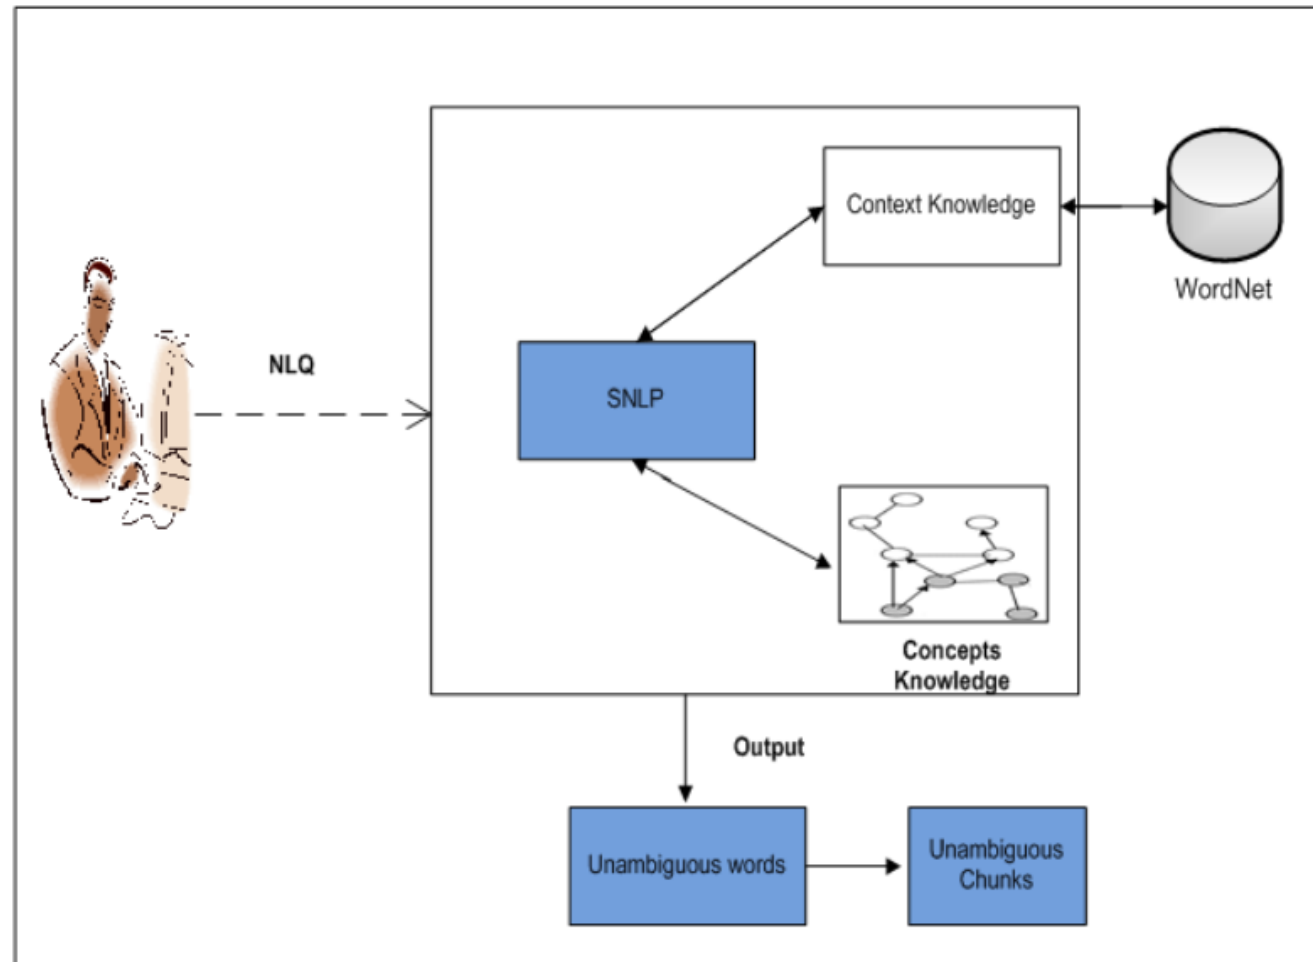 Context Knowledge
WordNet
NLQ
SNLP
Concepts
Knowledge
Output
Unambiguous words
Unambiguous
Chunks